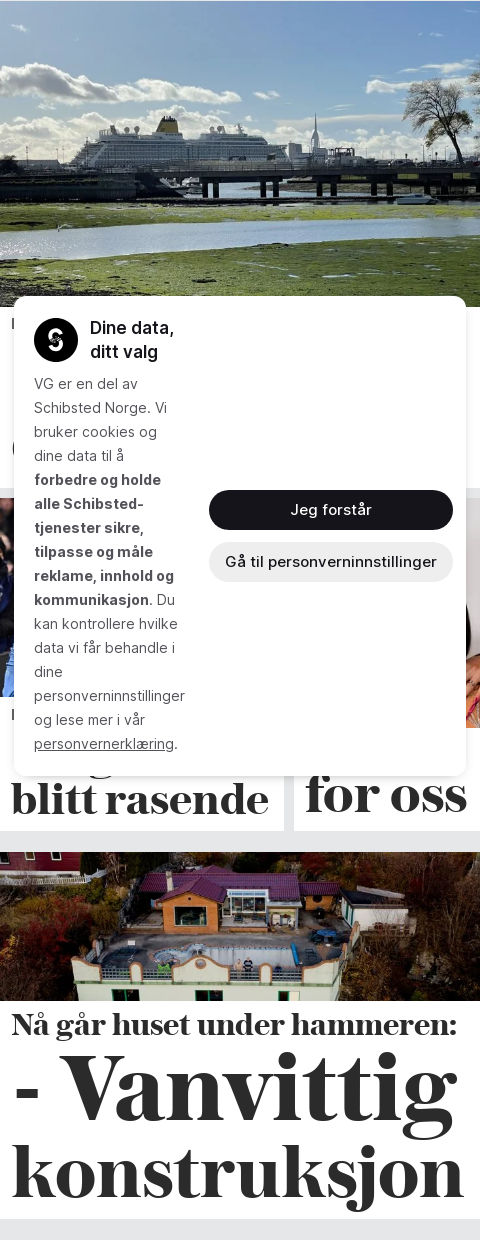 Dine data,
ditt valg
VG er en del av
Schibsted Norge. Vi
bruker cookies og
dine data til å
forbedre og holde
alle Schibsted-
tjenester sikre,
tilpasse og måle
reklame, innhold og
kommunikasjon. Du
kan kontrollere hvilke
data vi får behandle i
dine
personverninnstillinger
og lese mer i vår
personvernerklæring.
Jeg forstår
Gå til personverninnstillinger
blitt rasende
for oss
Nå går huset under hammeren:
- Vanvittig
konstruksjon